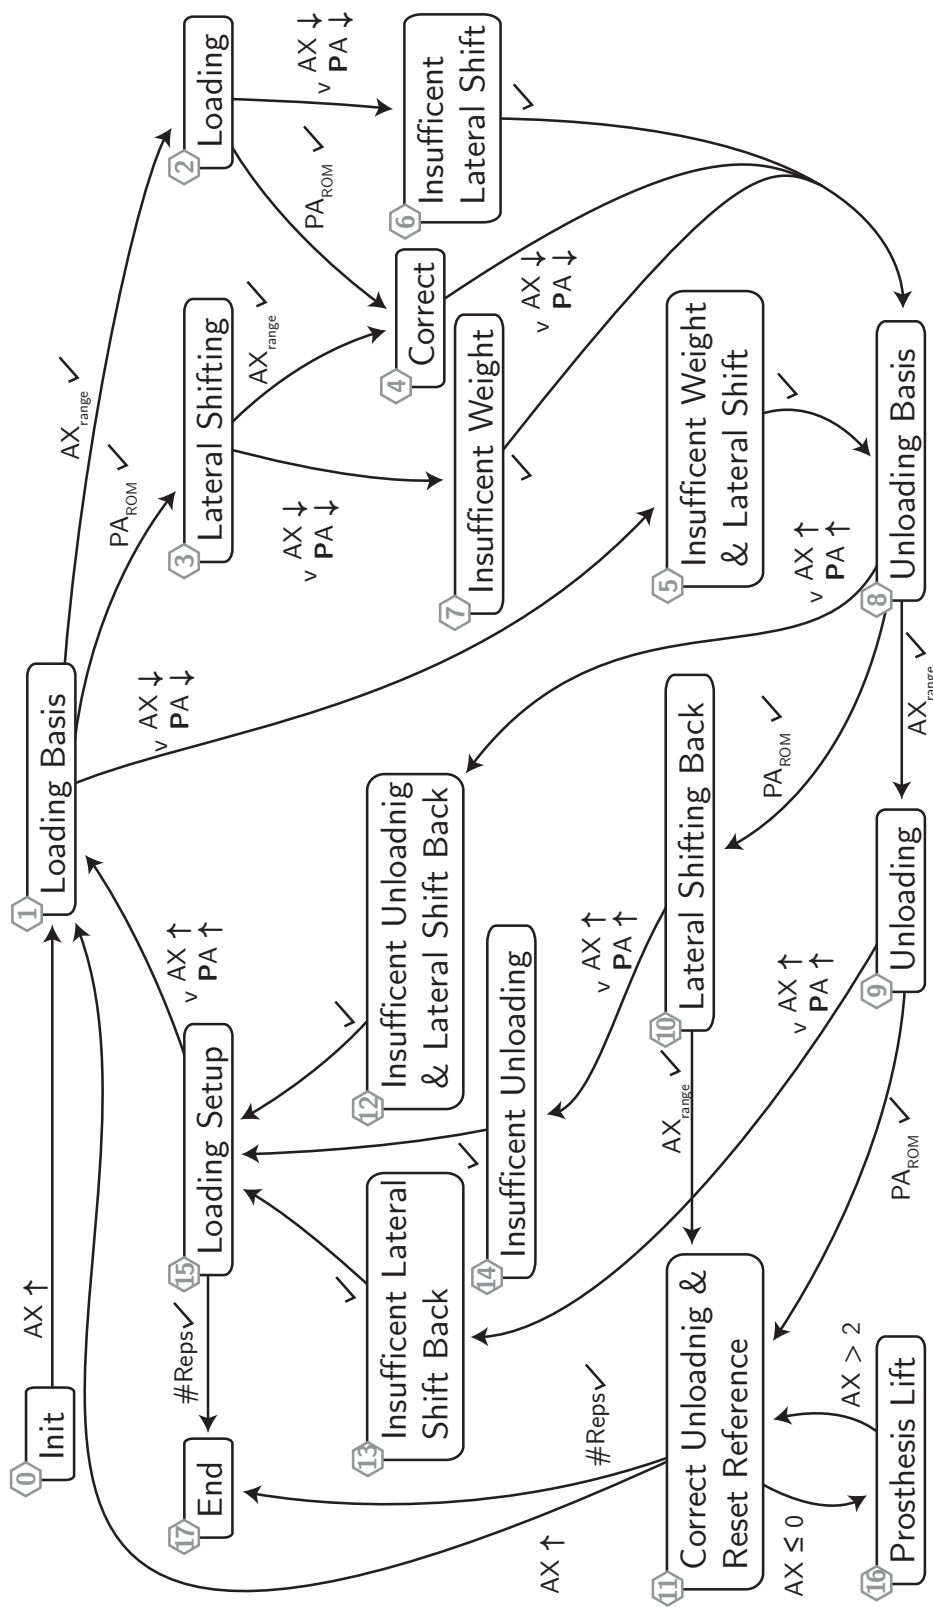 0
Init
AX ↑
1
Loading Basis
AX range ✓
PA ROM ✓
v AX ↓
PA ↓
17
End
#Reps ✓
15
Loading Setup
v AX ↑
PA ↑
3
Lateral Shifting
2
Loading
AX range ✓
v AX ↓
PA ↓
PA ROM ✓
v AX ↓
PA ↓
13
Insufficent Lateral
Shift Back
✓
12
Insufficent Unloadnig
& Lateral Shift Back
✓
4
Correct
6
Insufficent
Lateral Shift
✓
14
Insufficent Unloading
✓
7
Insufficent Weight
✓
v AX ↓
PA ↓
AX ↑
#Reps ✓
v AX ↑
PA ↑
11
Correct Unloadnig &
Reset Reference
AX range ✓
10
Lateral Shifting Back
5
Insufficent Weight
& Lateral Shift
✓
AX ≤ 0
AX > 2
v AX ↑
PA ↑
PA ROM ✓
v AX ↑
PA ↑
16
Prosthesis Lift
PA ROM ✓
9
Unloading
AX range ✓
8
Unloading Basis